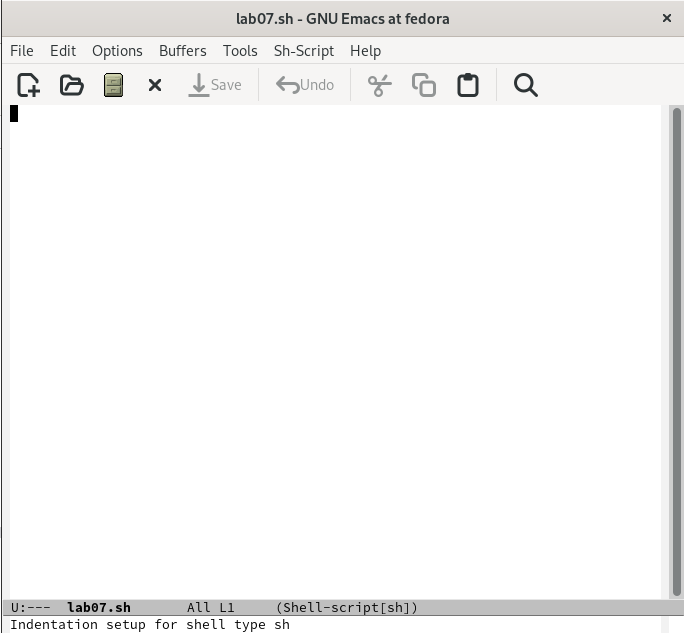 lab07.sh - GNU Emacs at fedora
File Edit Options Buffers Tools Sh-Script Help
Save Undo
U:--- lab07.sh All L1 (Shell-script[sh])
Indentation setup for shell type sh